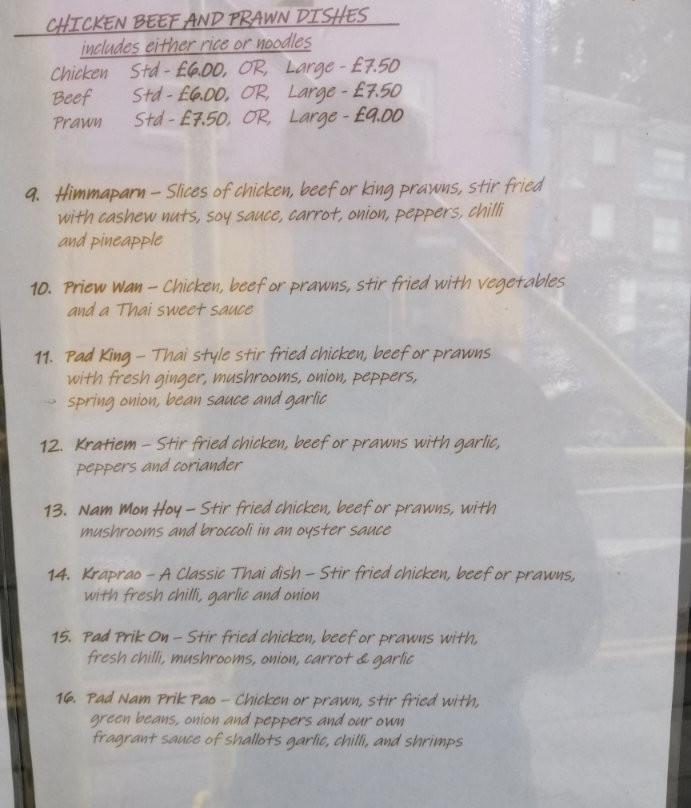 CHICKEN BEEF AND PRAWN DISHES
includes either rice or noodles
Chicken Std - £6.00, OR, Large - £7.50
Beef Std - £6.00, OR, Large - £7.50
Prawn Std - £7.50, OR, Large - £9.00
9. Himmaparn – Slices of chicken, beef or king prawns, stir fried
with cashew nuts, soy sauce, carrot, onion, peppers, chilli
and pineapple
10. Priew Wan – Chicken, beef or prawns, stir fried with vegetables
and a Thai sweet sauce
11. Pad King – Thai style stir fried chicken, beef or prawns
with fresh ginger, mushrooms, onion, peppers,
spring onion, bean sauce and garlic
12. Kratiem – Stir fried chicken, beef or prawns with garlic,
peppers and coriander
13. Nam Mon Hoy – Stir fried chicken, beef or prawns, with
mushrooms and broccoli in an oyster sauce
14. Kraprao – A Classic Thai dish – Stir fried chicken, beef or prawns,
with fresh chilli, garlic and onion
15. Pad Prik On – Stir fried chicken, beef or prawns with,
fresh chilli, mushrooms, onion, carrot & garlic
16. Pad Nam Prik Pao – Chicken or prawn, stir fried with,
green beans, onion and peppers and our own
fragrant sauce of shallots garlic, chilli, and shrimps